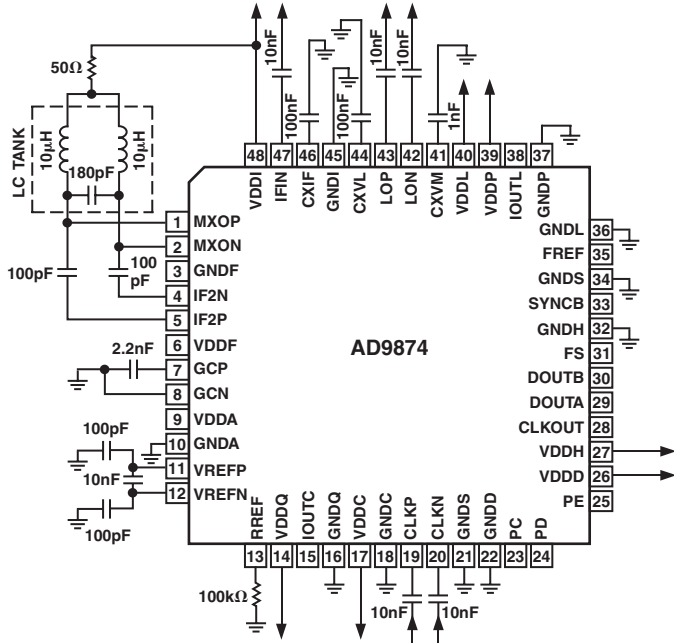 50Ω
LC TANK
10μH
10μH
180pF
100pF
100
pF
10nF
100nF
100nF
10nF
10nF
1nF
48
47
46
45
44
43
42
41
40
39
38
37
VDDI
IFIN
CXIF
GNDI
CXVL
LOP
LON
CXVM
VDDL
VDDP
IOUTL
GNDP
1 MXOP
2 MXON
3 GNDF
4 IF2N
5 IF2P
6 VDDF
2.2nF
7 GCP
8 GCN
9 VDDA
10 GNDA
100pF
11 VREFP
10nF
12 VREFN
100pF
AD9874
GNDL 36
FREF 35
GNDS 34
SYNCB 33
GNDH 32
FS 31
DOUTB 30
DOUTA 29
CLKOUT 28
VDDH 27
VDDD 26
PE 25
RREF
VDDQ
IOUTC
GNDQ
VDDC
GNDC
CLKP
CLKN
GNDS
GNDD
PC
PD
13
14
15
16
17
18
19
20
21
22
23
24
100kΩ
10nF
10nF